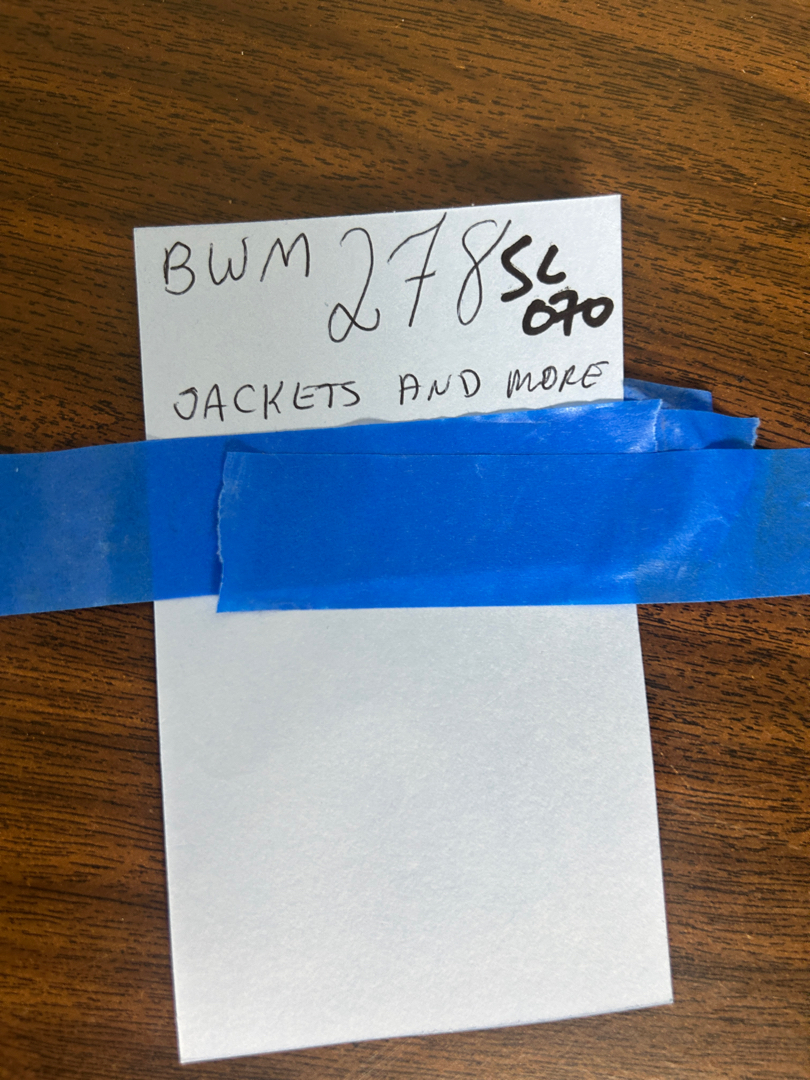 BWM 278 SL
070
JACKETS AND MORE